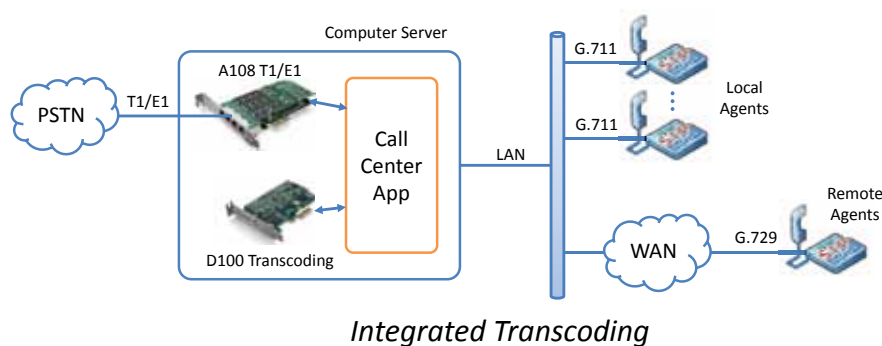 Computer Server
A108 T1/E1
PSTN
T1/E1
Call
Center
App
D100 Transcoding
LAN
G.711
G.711
Local
Agents
WAN
G.729
Remote
Agents
Integrated Transcoding